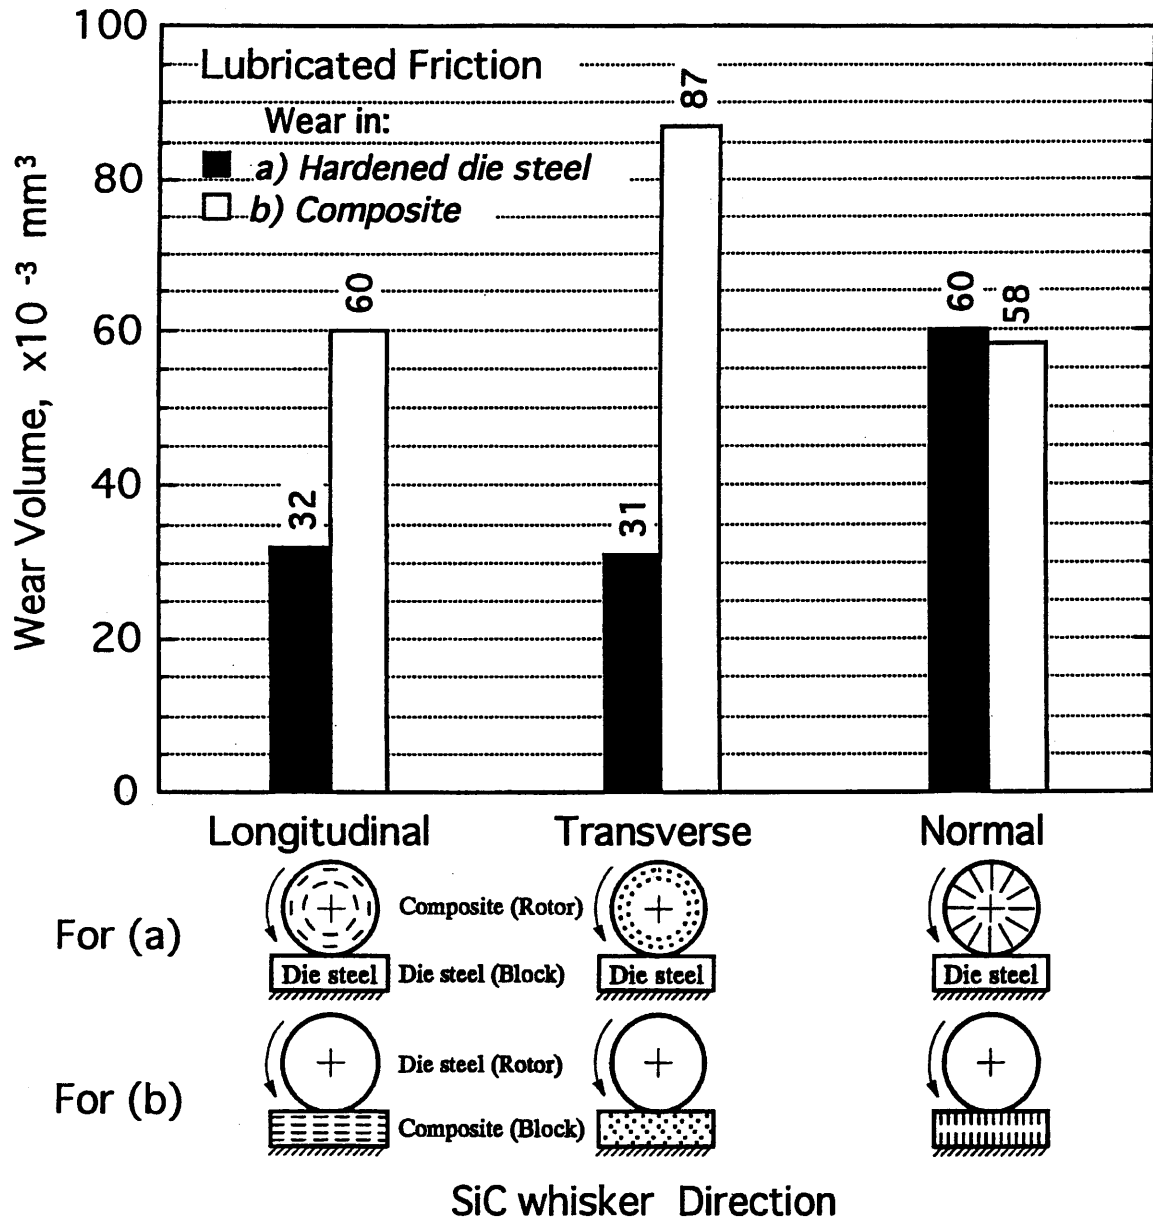 Wear Volume, x10 -3 mm3
100
80
60
40
20
0
Lubricated Friction
Wear in:
a) Hardened die steel
b) Composite
32
60
31
87
60
58
Longitudinal
Transverse
Normal
For (a)
Composite (Rotor)
Die steel
Die steel (Block)
Die steel
Die steel
For (b)
Die steel (Rotor)
Composite (Block)
SiC whisker Direction